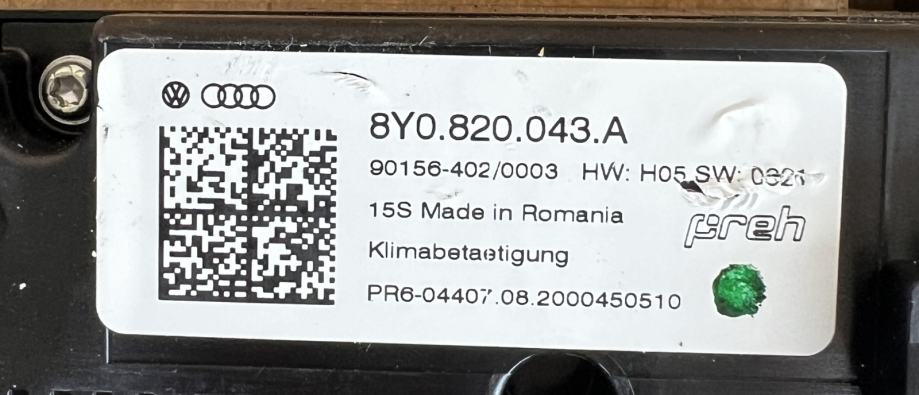 8Y0.820.043.A
90156-402/0003 HW: H05 SW: 0321
15S Made in Romania
preh
Klimabetaetigung
PR6-04407.08.2000450510